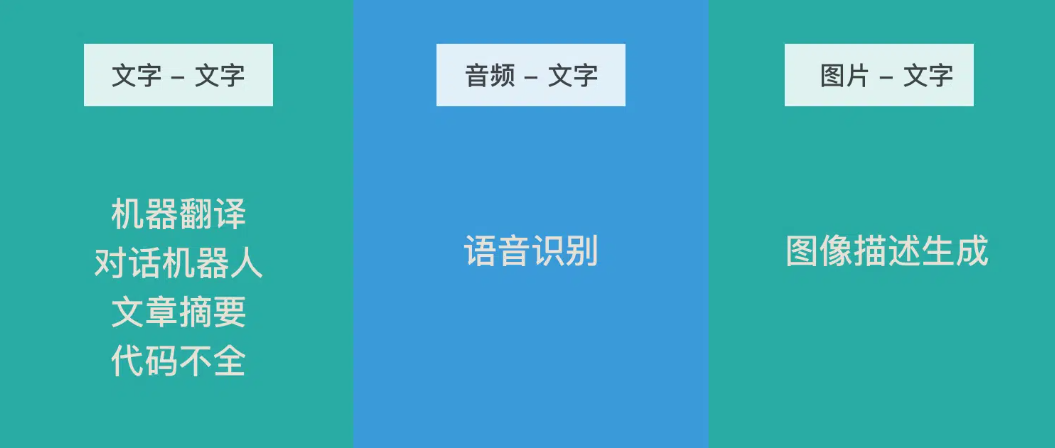 文字 – 文字
机器翻译
对话机器人
文章摘要
代码不全
音频 – 文字
语音识别
图片 – 文字
图像描述生成